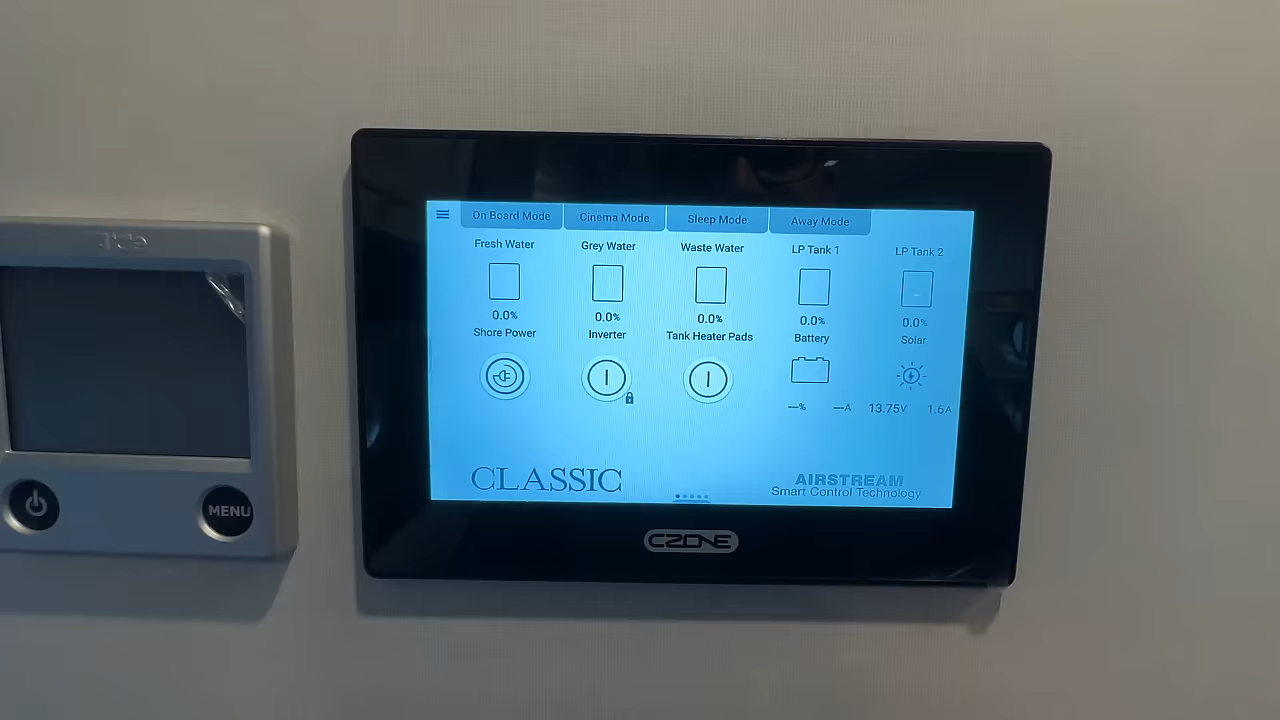 On Board Mode Cinema Mode Sleep Mode Away Mode
Fresh Water Grey Water Waste Water LP Tank 1 LP Tank 2
0.0% 0.0% 0.0% 0.0% 0.0%
Shore Power Inverter Tank Heater Pads Battery Solar
--% --A 13.75V 1.6A
CLASSIC
AIRSTREAM
Smart Control Technology
CZONE
MENU